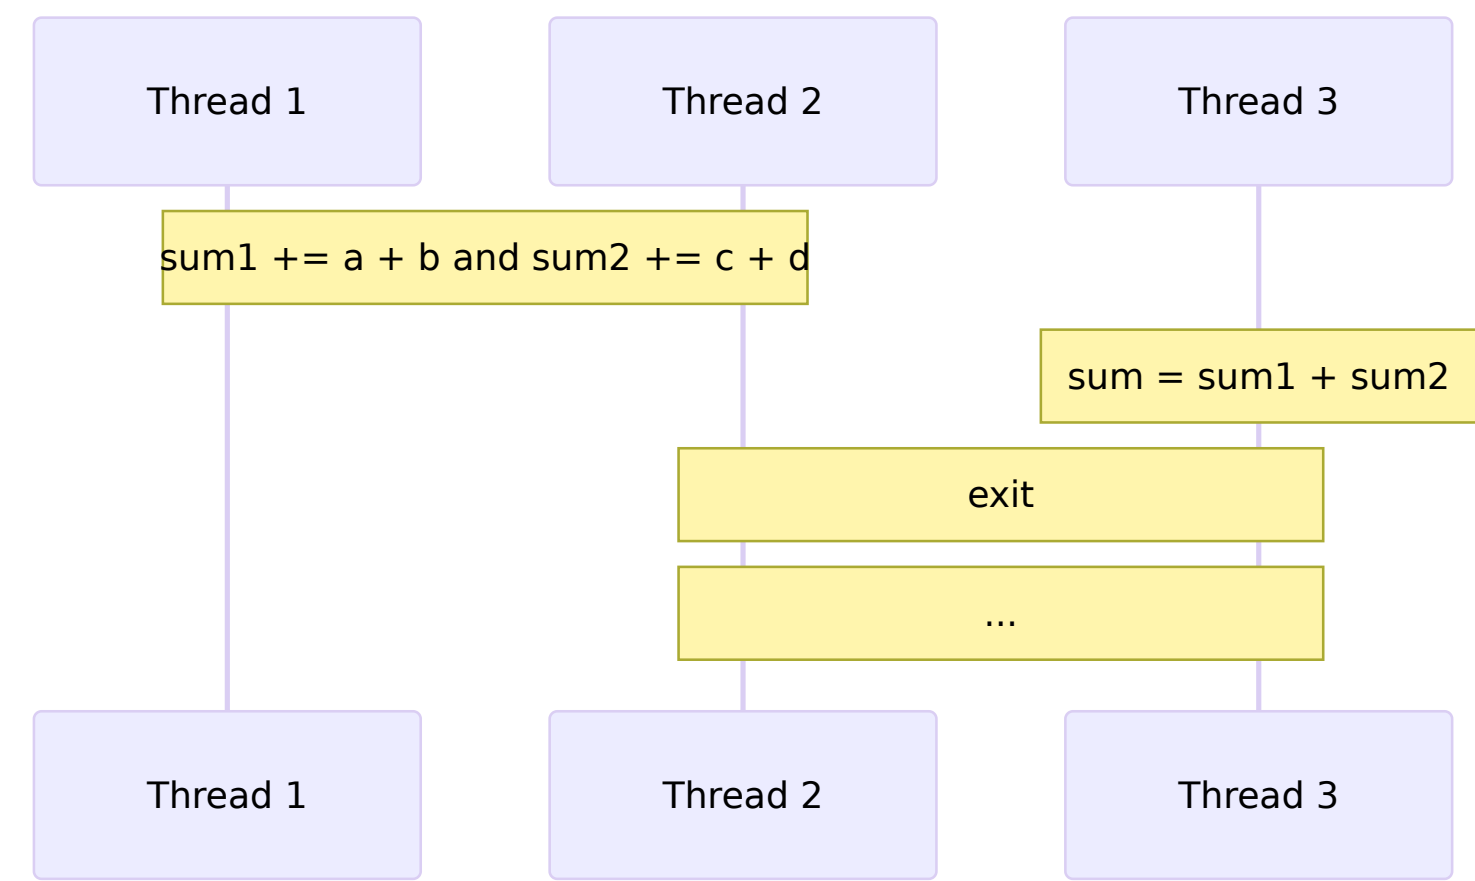 Thread 1
Thread 2
Thread 3
sum1 += a + b and sum2 += c + d
sum = sum1 + sum2
exit
...
Thread 1
Thread 2
Thread 3